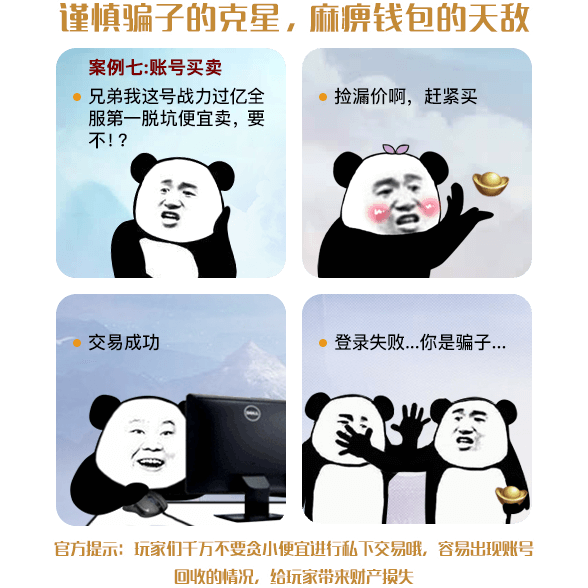 谨慎骗子的克星,麻痹钱包的天敌
案例七:账号买卖
兄弟我这号战力过亿全
服第一脱坑便宜卖,要
不!?
捡漏价啊,赶紧买
交易成功
DELL
登录失败...你是骗子...
官方提示:玩家们千万不要贪小便宜进行私下交易哦,容易出现账号
回收的情况,给玩家带来财产损失